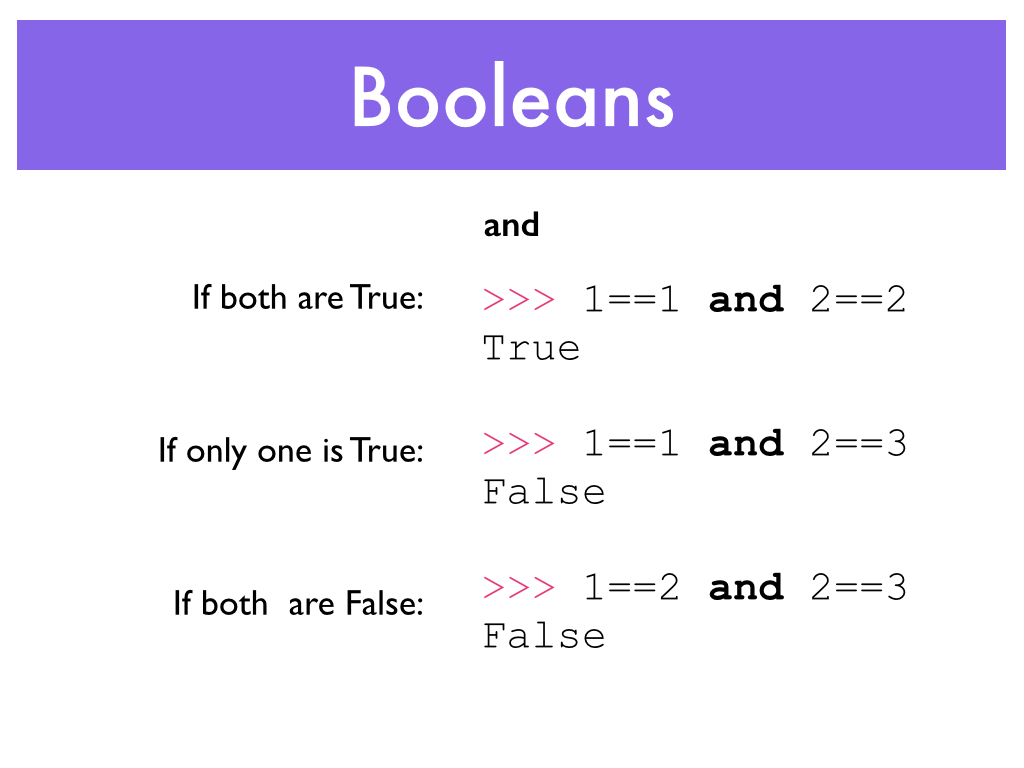 Booleans
and
If both are True:
>>> 1==1 and 2==2
True
If only one is True:
>>> 1==1 and 2==3
False
If both  are False:
>>> 1==2 and 2==3
False